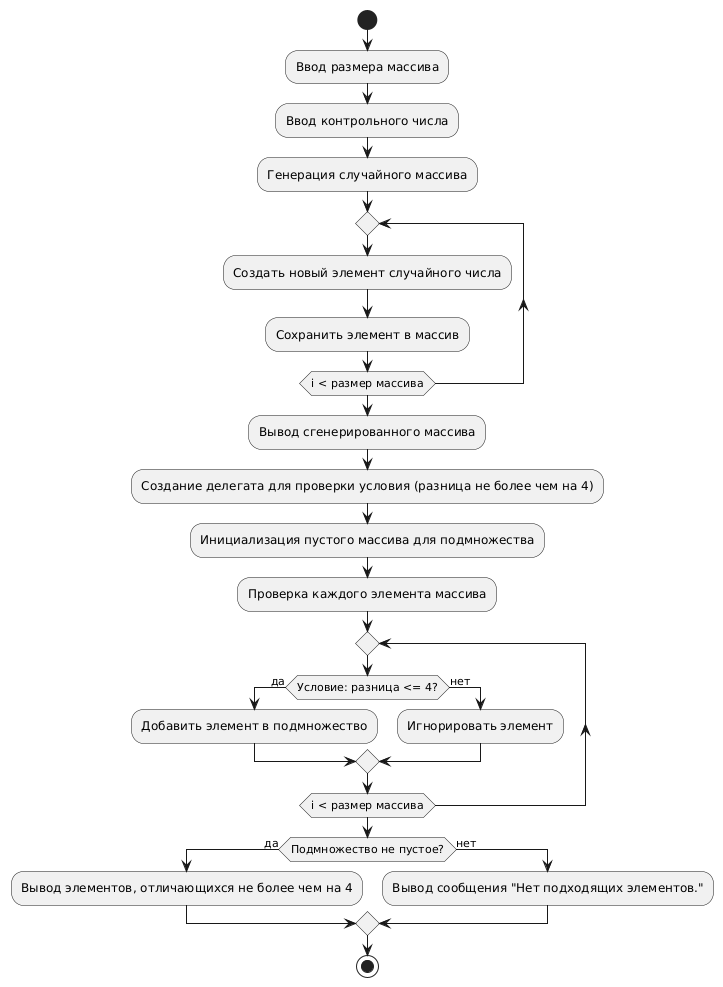 Ввод размера массива
Ввод контрольного числа
Генерация случайного массива
Создать новый элемент случайного числа
Сохранить элемент в массив
i < размер массива
Вывод сгенерированного массива
Создание делегата для проверки условия (разница не более чем на 4)
Инициализация пустого массива для подмножества
Проверка каждого элемента массива
да
Условие: разница <= 4?
нет
Добавить элемент в подмножество
Игнорировать элемент
i < размер массива
да
Подмножество не пустое?
нет
Вывод элементов, отличающихся не более чем на 4
Вывод сообщения "Нет подходящих элементов."